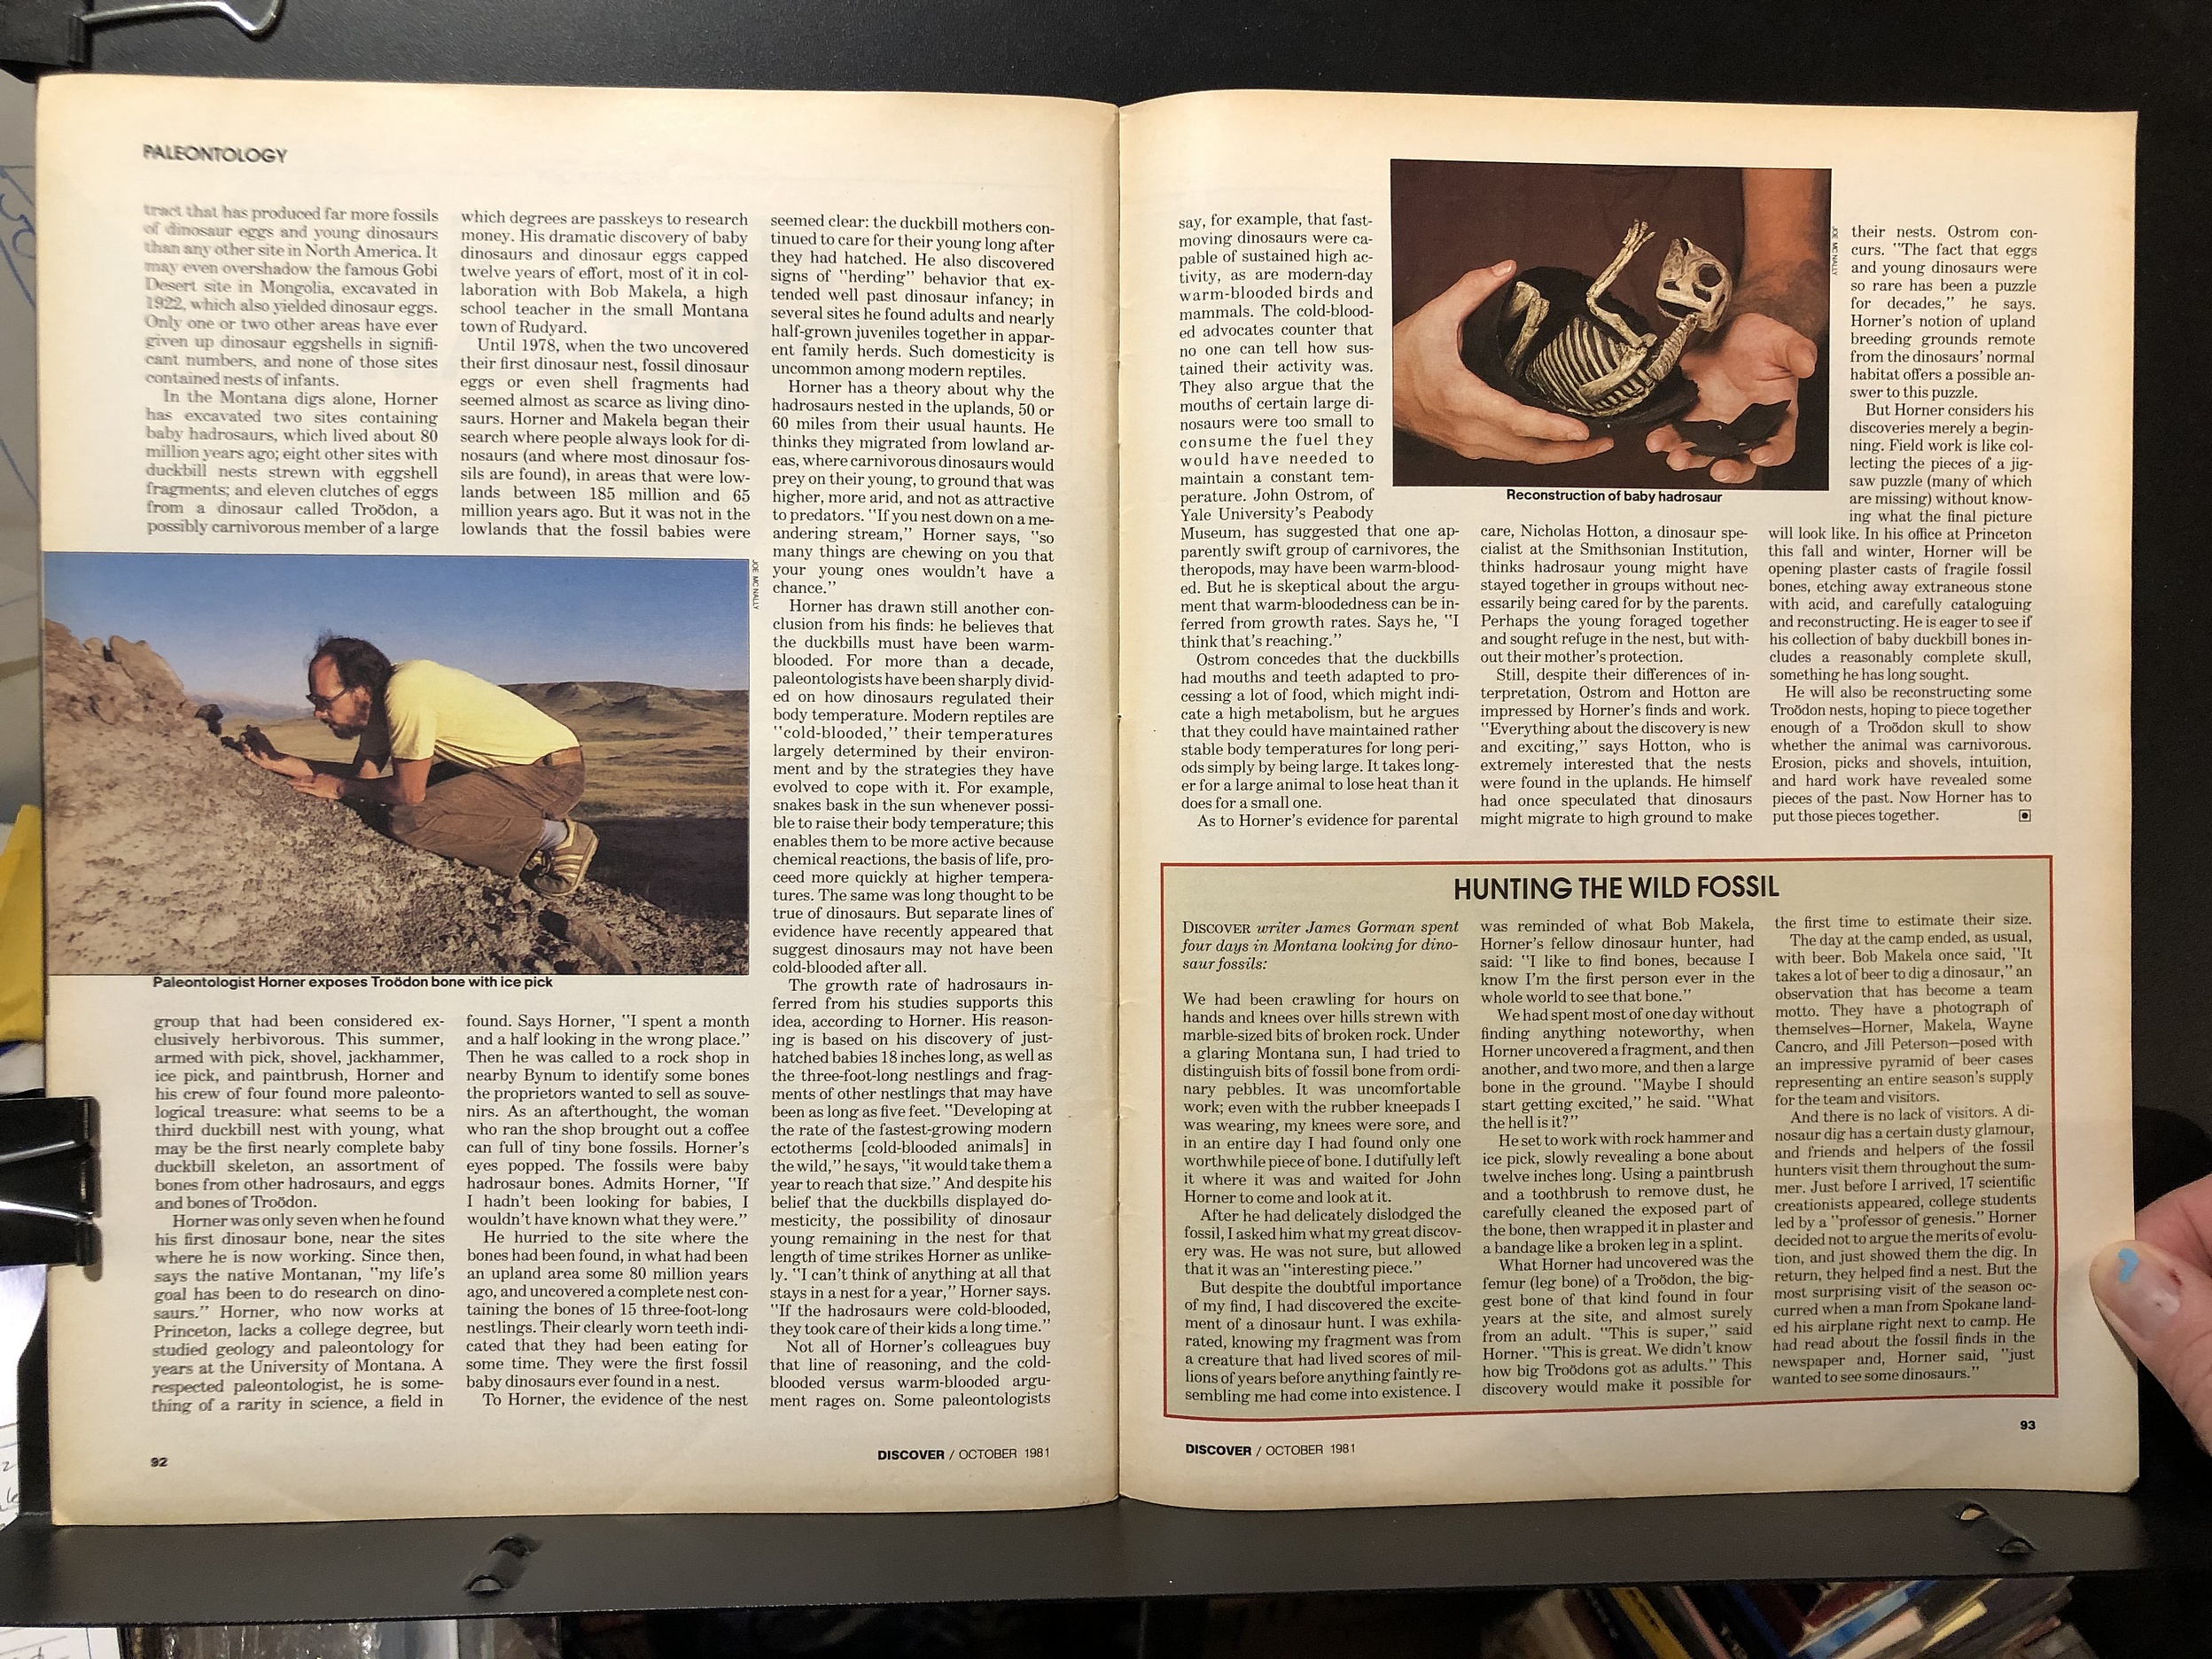 PALEONTOLOGY
tract that has produced far more fossils
of dinosaur eggs and young dinosaurs
than any other site in North America. It
may even overshadow the famous Gobi
Desert site in Mongolia, excavated in
1922, which also yielded dinosaur eggs.
Only one or two other areas have ever
given up dinosaur eggshells in signifi-
cant numbers, and none of those sites
contained nests of infants.
In the Montana digs alone, Horner
has excavated two sites containing
baby hadrosaurs, which lived about 80
million years ago; eight other sites with
duckbill nests strewn with eggshell
fragments; and eleven clutches of eggs
from a dinosaur called Troödon, a
possibly carnivorous member of a large
JOE MC NALLY
Paleontologist Horner exposes Troödon bone with ice pick
group that had been considered ex-
clusively herbivorous. This summer,
armed with pick, shovel, jackhammer,
ice pick, and paintbrush, Horner and
his crew of four found more paleonto-
logical treasure: what seems to be a
third duckbill nest with young, what
may be the first nearly complete baby
duckbill skeleton, an assortment of
bones from other hadrosaurs, and eggs
and bones of Troödon.
Horner was only seven when he found
his first dinosaur bone, near the sites
where he is now working. Since then,
says the native Montanan, "my life's
goal has been to do research on dino-
saurs." Horner, who now works at
Princeton, lacks a college degree, but
studied geology and paleontology for
years at the University of Montana. A
respected paleontologist, he is some-
thing of a rarity in science, a field in
which degrees are passkeys to research
money. His dramatic discovery of baby
dinosaurs and dinosaur eggs capped
twelve years of effort, most of it in col-
laboration with Bob Makela, a high
school teacher in the small Montana
town of Rudyard.
Until 1978, when the two uncovered
their first dinosaur nest, fossil dinosaur
eggs or even shell fragments had
seemed almost as scarce as living dino-
saurs. Horner and Makela began their
search where people always look for di-
nosaurs (and where most dinosaur fos-
sils are found), in areas that were low-
lands between 185 million and 65
million years ago. But it was not in the
lowlands that the fossil babies were
found. Says Horner, "I spent a month
and a half looking in the wrong place."
Then he was called to a rock shop in
nearby Bynum to identify some bones
the proprietors wanted to sell as souve-
nirs. As an afterthought, the woman
who ran the shop brought out a coffee
can full of tiny bone fossils. Horner's
eyes popped. The fossils were baby
hadrosaur bones. Admits Horner, "If
I hadn't been looking for babies, I
wouldn't have known what they were."
He hurried to the site where the
bones had been found, in what had been
an upland area some 80 million years
ago, and uncovered a complete nest con-
taining the bones of 15 three-foot-long
nestlings. Their clearly worn teeth indi-
cated that they had been eating for
some time. They were the first fossil
baby dinosaurs ever found in a nest.
To Horner, the evidence of the nest
seemed clear: the duckbill mothers con-
tinued to care for their young long after
they had hatched. He also discovered
signs of "herding" behavior that ex-
tended well past dinosaur infancy; in
several sites he found adults and nearly
half-grown juveniles together in appar-
ent family herds. Such domesticity is
uncommon among modern reptiles.
Horner has a theory about why the
hadrosaurs nested in the uplands, 50 or
60 miles from their usual haunts. He
thinks they migrated from lowland ar-
eas, where carnivorous dinosaurs would
prey on their young, to ground that was
higher, more arid, and not as attractive
to predators. "If you nest down on a me-
andering stream," Horner says, "so
many things are chewing on you that
your young ones wouldn't have a
chance."
Horner has drawn still another con-
clusion from his finds: he believes that
the duckbills must have been warm-
blooded. For more than a decade,
paleontologists have been sharply divid-
ed on how dinosaurs regulated their
body temperature. Modern reptiles are
"cold-blooded," their temperatures
largely determined by their environ-
ment and by the strategies they have
evolved to cope with it. For example,
snakes bask in the sun whenever possi-
ble to raise their body temperature; this
enables them to be more active because
chemical reactions, the basis of life, pro-
ceed more quickly at higher tempera-
tures. The same was long thought to be
true of dinosaurs. But separate lines of
evidence have recently appeared that
suggest dinosaurs may not have been
cold-blooded after all.
The growth rate of hadrosaurs in-
ferred from his studies supports this
idea, according to Horner. His reason-
ing is based on his discovery of just-
hatched babies 18 inches long, as well as
the three-foot-long nestlings and frag-
ments of other nestlings that may have
been as long as five feet. "Developing at
the rate of the fastest-growing modern
ectotherms [cold-blooded animals] in
the wild," he says, "it would take them a
year to reach that size." And despite his
belief that the duckbills displayed do-
mesticity, the possibility of dinosaur
young remaining in the nest for that
length of time strikes Horner as unlike-
ly. "I can't think of anything at all that
stays in a nest for a year," Horner says.
"If the hadrosaurs were cold-blooded,
they took care of their kids a long time."
Not all of Horner's colleagues buy
that line of reasoning, and the cold-
blooded versus warm-blooded argu-
ment rages on. Some paleontologists
92
DISCOVER / OCTOBER 1981
say, for example, that fast-
moving dinosaurs were ca-
pable of sustained high ac-
tivity, as are modern-day
warm-blooded birds and
mammals. The cold-blood-
ed advocates counter that
no one can tell how sus-
tained their activity was.
They also argue that the
mouths of certain large di-
nosaurs were too small to
consume the fuel they
would have needed to
maintain a constant tem-
perature. John Ostrom, of
Yale University's Peabody
Museum, has suggested that one ap-
parently swift group of carnivores, the
theropods, may have been warm-blood-
ed. But he is skeptical about the argu-
ment that warm-bloodedness can be in-
ferred from growth rates. Says he, "I
think that's reaching."
Ostrom concedes that the duckbills
had mouths and teeth adapted to pro-
cessing a lot of food, which might indi-
cate a high metabolism, but he argues
that they could have maintained rather
stable body temperatures for long peri-
ods simply by being large. It takes long-
er for a large animal to lose heat than it
does for a small one.
As to Horner's evidence for parental
JOE MC NALLY
Reconstruction of baby hadrosaur
care, Nicholas Hotton, a dinosaur spe-
cialist at the Smithsonian Institution,
thinks hadrosaur young might have
stayed together in groups without nec-
essarily being cared for by the parents.
Perhaps the young foraged together
and sought refuge in the nest, but with-
out their mother's protection.
Still, despite their differences of in-
terpretation, Ostrom and Hotton are
impressed by Horner's finds and work.
"Everything about the discovery is new
and exciting," says Hotton, who is
extremely interested that the nests
were found in the uplands. He himself
had once speculated that dinosaurs
might migrate to high ground to make
their nests. Ostrom con-
curs. "The fact that eggs
and young dinosaurs were
so rare has been a puzzle
for decades," he says.
Horner's notion of upland
breeding grounds remote
from the dinosaurs' normal
habitat offers a possible an-
swer to this puzzle.
But Horner considers his
discoveries merely a begin-
ning. Field work is like col-
lecting the pieces of a jig-
saw puzzle (many of which
are missing) without know-
ing what the final picture
will look like. In his office at Princeton
this fall and winter, Horner will be
opening plaster casts of fragile fossil
bones, etching away extraneous stone
with acid, and carefully cataloguing
and reconstructing. He is eager to see if
his collection of baby duckbill bones in-
cludes a reasonably complete skull,
something he has long sought.
He will also be reconstructing some
Troödon nests, hoping to piece together
enough of a Troödon skull to show
whether the animal was carnivorous.
Erosion, picks and shovels, intuition,
and hard work have revealed some
pieces of the past. Now Horner has to
put those pieces together.
HUNTING THE WILD FOSSIL
DISCOVER writer James Gorman spent
four days in Montana looking for dino-
saur fossils:
We had been crawling for hours on
hands and knees over hills strewn with
marble-sized bits of broken rock. Under
a glaring Montana sun, I had tried to
distinguish bits of fossil bone from ordi-
nary pebbles. It was uncomfortable
work; even with the rubber kneepads I
was wearing, my knees were sore, and
in an entire day I had found only one
worthwhile piece of bone. I dutifully left
it where it was and waited for John
Horner to come and look at it.
After he had delicately dislodged the
fossil, I asked him what my great discov-
ery was. He was not sure, but allowed
that it was an "interesting piece."
But despite the doubtful importance
of my find, I had discovered the excite-
ment of a dinosaur hunt. I was exhila-
rated, knowing my fragment was from
a creature that had lived scores of mil-
lions of years before anything faintly re-
sembling me had come into existence. I
was reminded of what Bob Makela,
Horner's fellow dinosaur hunter, had
said: "I like to find bones, because I
know I'm the first person ever in the
whole world to see that bone."
We had spent most of one day without
finding anything noteworthy, when
Horner uncovered a fragment, and then
another, and two more, and then a large
bone in the ground. "Maybe I should
start getting excited," he said. "What
the hell is it?"
He set to work with rock hammer and
ice pick, slowly revealing a bone about
twelve inches long. Using a paintbrush
and a toothbrush to remove dust, he
carefully cleaned the exposed part of
the bone, then wrapped it in plaster and
a bandage like a broken leg in a splint.
What Horner had uncovered was the
femur (leg bone) of a Troödon, the big-
gest bone of that kind found in four
years at the site, and almost surely
from an adult. "This is super," said
Horner. "This is great. We didn't know
how big Troödons got as adults." This
discovery would make it possible for
the first time to estimate their size.
The day at the camp ended, as usual,
with beer. Bob Makela once said, "It
takes a lot of beer to dig a dinosaur," an
observation that has become a team
motto. They have a photograph of
themselves—Horner, Makela, Wayne
Cancro, and Jill Peterson—posed with
an impressive pyramid of beer cases
representing an entire season's supply
for the team and visitors.
And there is no lack of visitors. A di-
nosaur dig has a certain dusty glamour,
and friends and helpers of the fossil
hunters visit them throughout the sum-
mer. Just before I arrived, 17 scientific
creationists appeared, college students
led by a "professor of genesis." Horner
decided not to argue the merits of evolu-
tion, and just showed them the dig. In
return, they helped find a nest. But the
most surprising visit of the season oc-
curred when a man from Spokane land-
ed his airplane right next to camp. He
had read about the fossil finds in the
newspaper and, Horner said, "just
wanted to see some dinosaurs."
DISCOVER / OCTOBER 1981
93